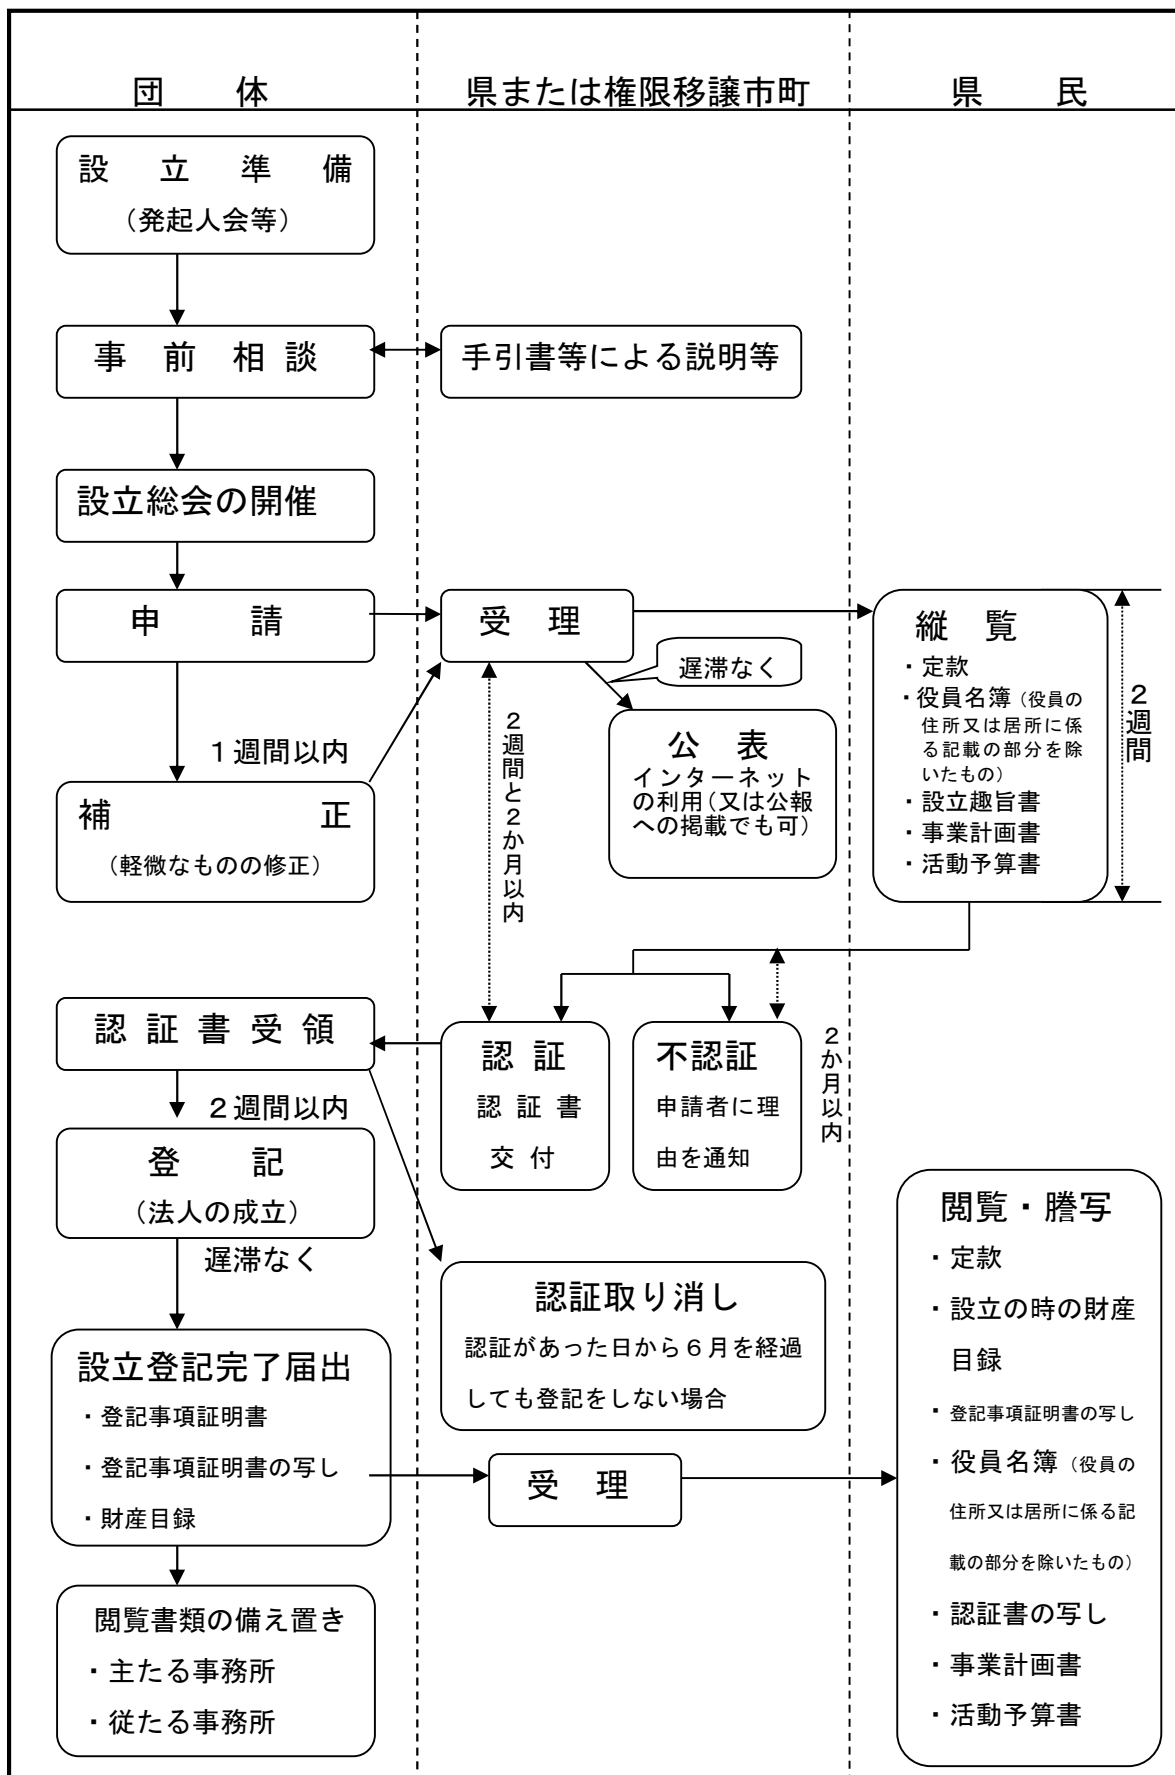 団　体
県または権限移譲市町
県　民
設　立　準　備
（発起人会等）
事　前　相　談
手引書等による説明等
設立総会の開催
申　請
受　理
遅滞なく
公　表
インターネット
の利用（又は公報
への掲載でも可）
縦　覧
・定款
・役員名簿（役員の
住所又は居所に係
る記載の部分を除
いたもの）
・設立趣旨書
・事業計画書
・活動予算書
２週間
１週間以内
補　正
（軽微なものの修正）
２週間と２か月以内
認証書受領
認　証
認　証　書
交　付
不認証
申請者に理
由を通知
２か月以内
２週間以内
登　記
（法人の成立）
遅滞なく
認証取り消し
認証があった日から６月を経過
しても登記をしない場合
設立登記完了届出
・登記事項証明書
・登記事項証明書の写し
・財産目録
受　理
閲覧・謄写
・定款
・設立の時の財産
目録
・登記事項証明書の写し
・役員名簿（役員の
住所又は居所に係る記
載の部分を除いたもの）
・認証書の写し
・事業計画書
・活動予算書
閲覧書類の備え置き
・主たる事務所
・従たる事務所